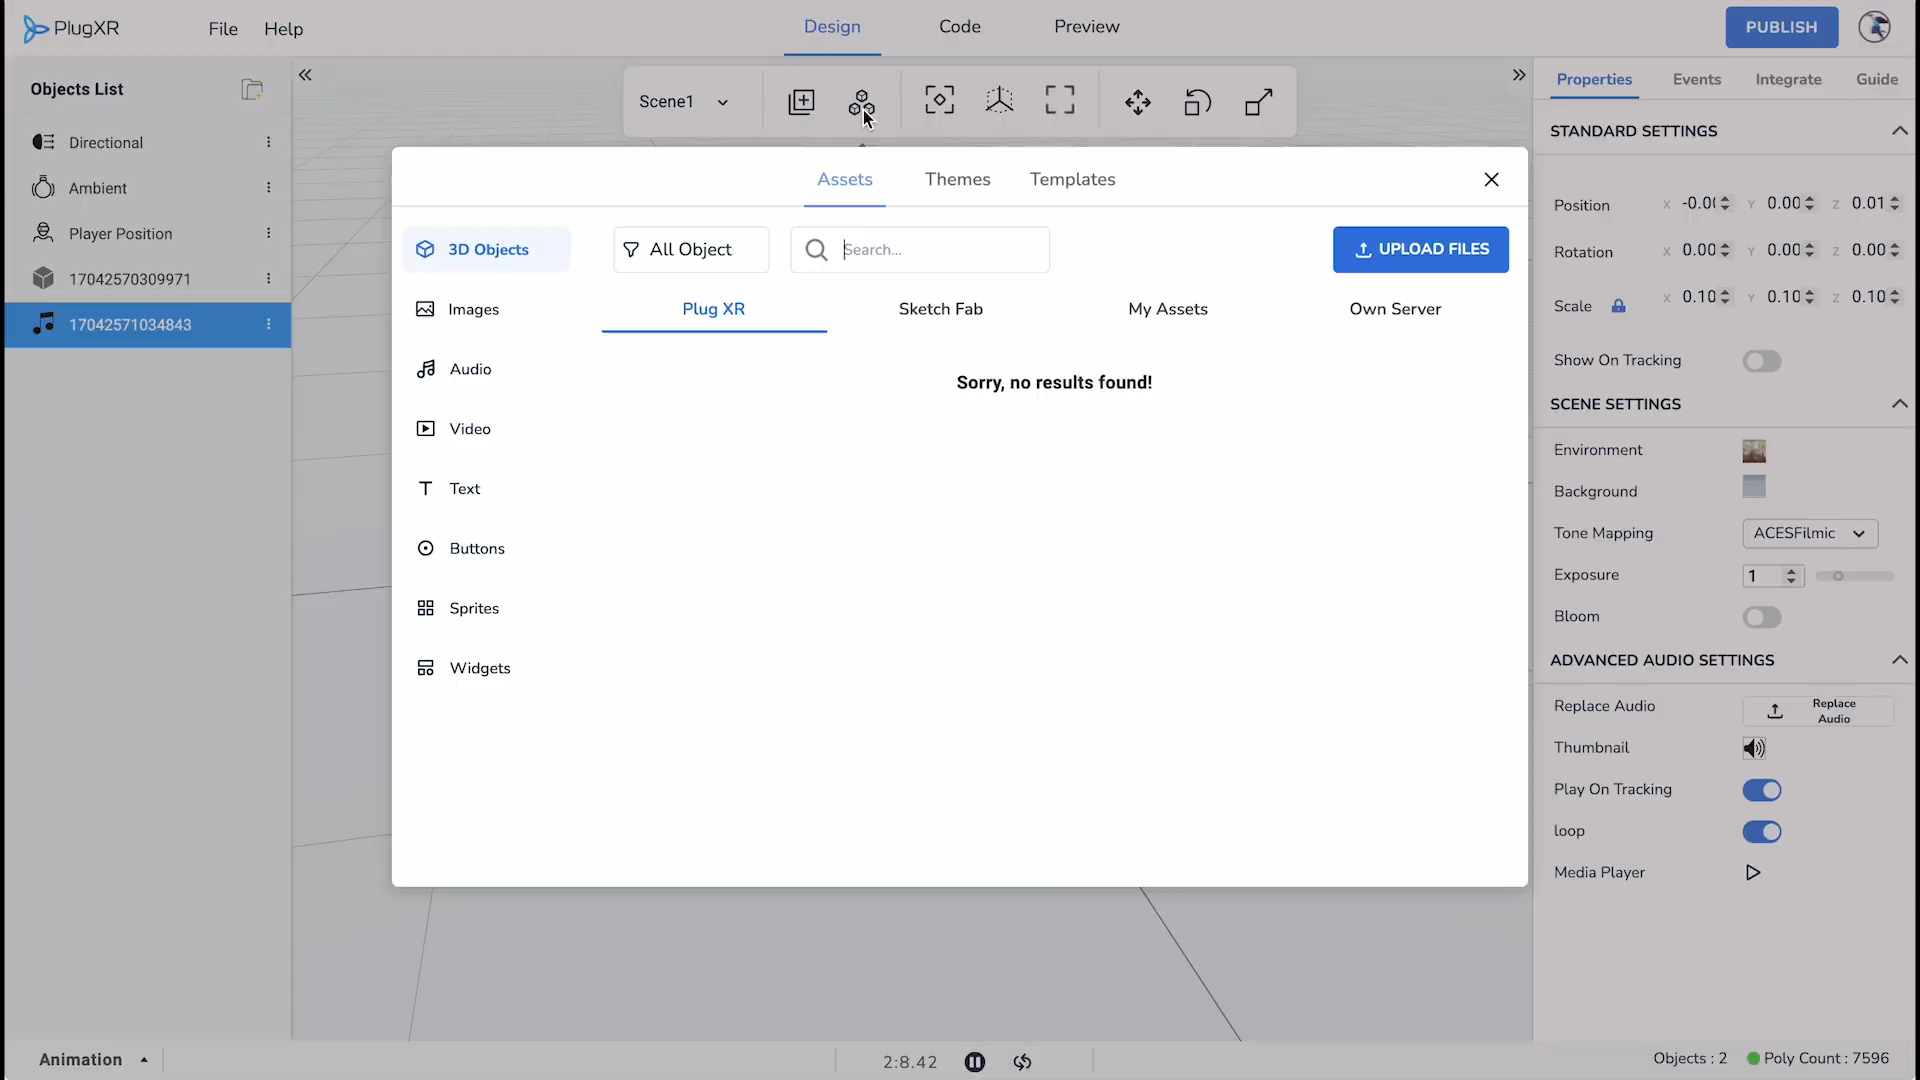 PlugXR
File Help
Design Code Preview
PUBLISH
Objects List
Directional
Ambient
Player Position
17042570309971
17042571034843
Scene1
Properties Events Integrate Guide
STANDARD SETTINGS
Position X -0.0( Y 0.00 Z 0.01
Rotation X 0.00 Y 0.00 Z 0.00
Scale X 0.10 Y 0.10 Z 0.10
Show On Tracking
SCENE SETTINGS
Environment
Background
Tone Mapping ACESFilmic
Exposure 1
Bloom
ADVANCED AUDIO SETTINGS
Replace Audio Replace
Audio
Thumbnail
Play On Tracking
loop
Media Player
Assets Themes Templates
3D Objects
Images
Audio
Video
Text
Buttons
Sprites
Widgets
All Object Search... UPLOAD FILES
Plug XR Sketch Fab My Assets Own Server
Sorry, no results found!
Animation
2:8.42
Objects : 2 Poly Count : 7596